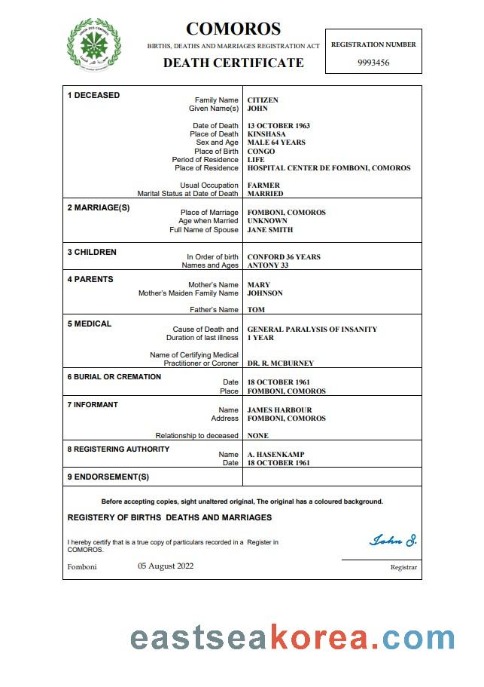 COMOROS
BIRTHS, DEATHS AND MARRIAGES REGISTRATION ACT
DEATH CERTIFICATE
REGISTRATION NUMBER
9993456
1 DECEASED
Family Name CITIZEN
Given Name(s) JOHN
Date of Death 13 OCTOBER 1963
Place of Death KINSHASA
Sex and Age MALE 64 YEARS
Place of Birth CONGO
Period of Residence LIFE
Place of Residence HOSPITAL CENTER DE FOMBONI, COMOROS
Usual Occupation FARMER
Marital Status at Date of Death MARRIED
2 MARRIAGE(S)
Place of Marriage FOMBONI, COMOROS
Age when Married UNKNOWN
Full Name of Spouse JANE SMITH
3 CHILDREN
In Order of birth CONFORD 36 YEARS
Names and Ages ANTONY 33
4 PARENTS
Mother's Name MARY
Mother's Maiden Family Name JOHNSON
Father's Name TOM
5 MEDICAL
Cause of Death and GENERAL PARALYSIS OF INSANITY
Duration of last illness 1 YEAR
Name of Certifying Medical
Practitioner or Coroner DR. R. MCBURNEY
6 BURIAL OR CREMATION
Date 18 OCTOBER 1961
Place FOMBONI, COMOROS
7 INFORMANT
Name JAMES HARBOUR
Address FOMBONI, COMOROS
Relationship to deceased NONE
8 REGISTERING AUTHORITY
Name A. HASENKAMP
Date 18 OCTOBER 1961
9 ENDORSEMENT(S)
Before accepting copies, sight unaltered original, The original has a coloured background.
REGISTERY OF BIRTHS DEATHS AND MARRIAGES
I hereby certify that is a true copy of particulars recorded in a Register in
COMOROS.
John J.
Fomboni 05 August 2022 Registrar
eastseakorea.com